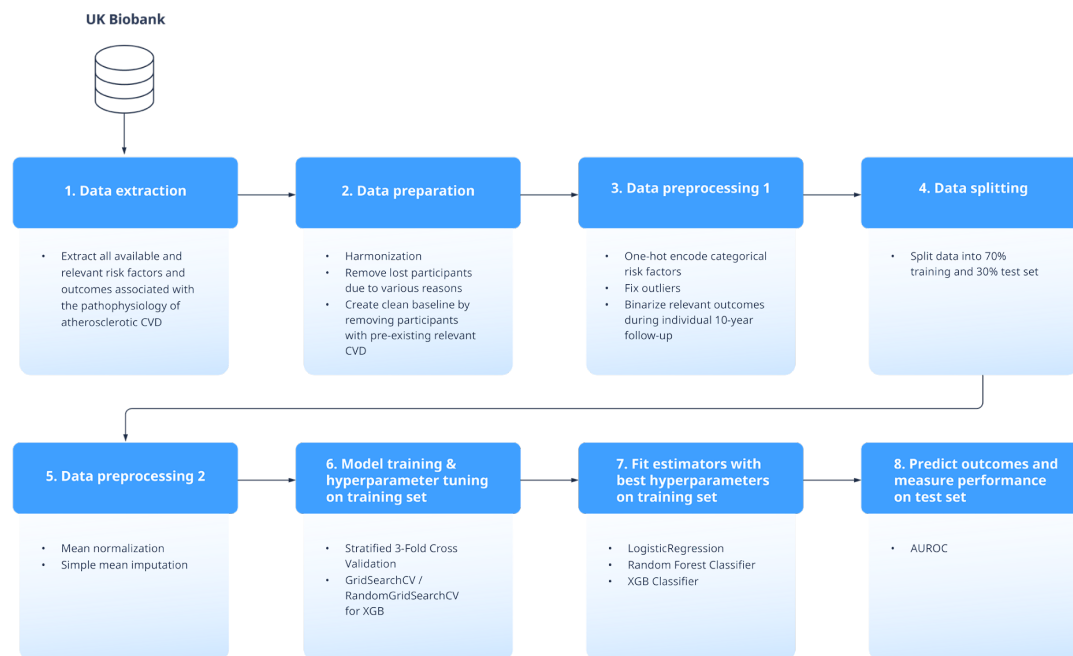 UK Biobank
1. Data extraction
• Extract all available and
relevant risk factors and
outcomes associated with
the pathophysiology of
atherosclerotic CVD
2. Data preparation
• Harmonization
• Remove lost participants
due to various reasons
• Create clean baseline by
removing participants
with pre-existing relevant
CVD
3. Data preprocessing 1
• One-hot encode categorical
risk factors
• Fix outliers
• Binarize relevant outcomes
during individual 10-year
follow-up
4. Data splitting
• Split data into 70%
training and 30% test set
5. Data preprocessing 2
• Mean normalization
• Simple mean imputation
6. Model training &
hyperparameter tuning
on training set
• Stratified 3-Fold Cross
Validation
• GridSearchCV /
RandomGridSearchCV
for XGB
7. Fit estimators with
best hyperparameters
on training set
• LogisticRegression
• Random Forest Classifier
• XGB Classifier
8. Predict outcomes and
measure performance
on test set
• AUROC